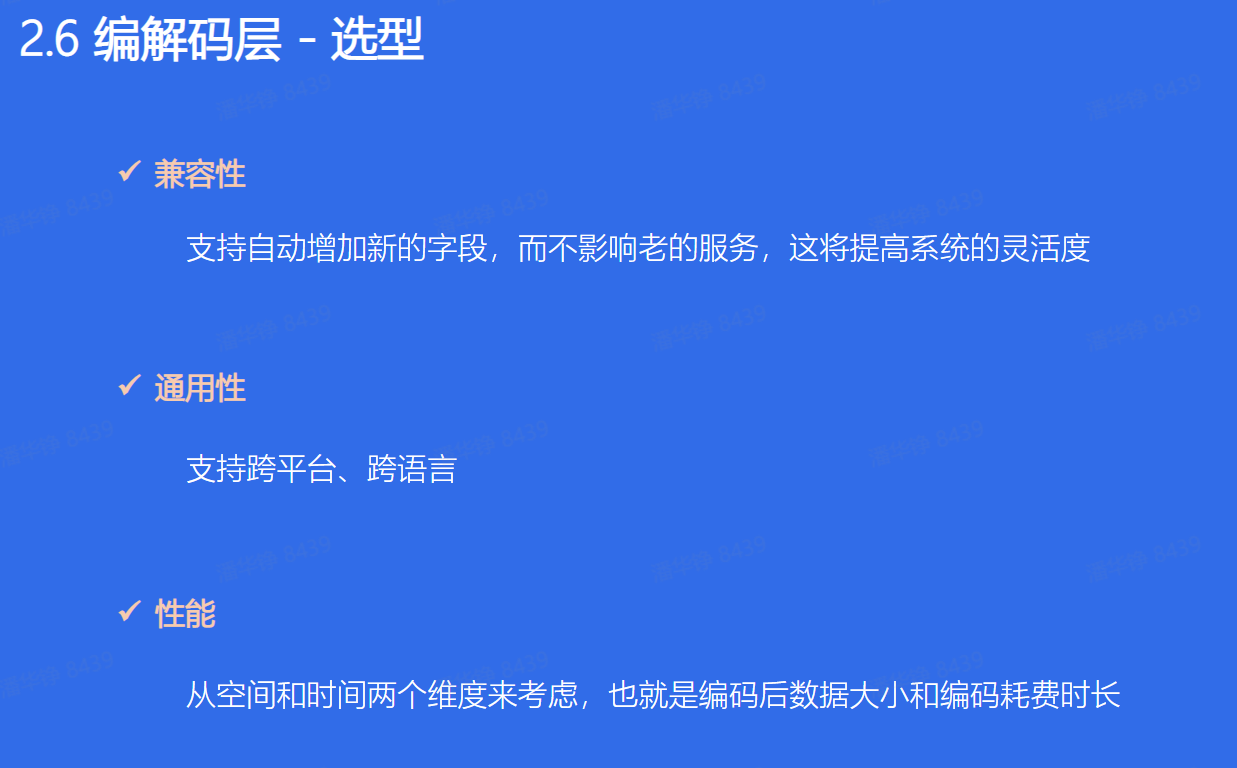 2.6 编解码层 - 选型
✓ 兼容性
支持自动增加新的字段，而不影响老的服务，这将提高系统的灵活度
✓ 通用性
支持跨平台、跨语言
✓ 性能
从空间和时间两个维度来考虑，也就是编码后数据大小和编码耗费时长